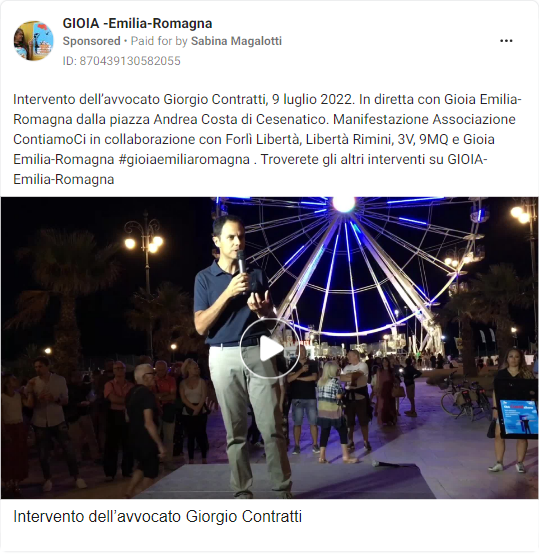 GIOIA -Emilia-Romagna
Sponsored • Paid for by Sabina Magalotti
ID: 870439130582055
Intervento dell'avvocato Giorgio Contratti, 9 luglio 2022. In diretta con Gioia Emilia-
Romagna dalla piazza Andrea Costa di Cesenatico. Manifestazione Associazione
ContiamoCi in collaborazione con Forlì Libertà, Libertà Rimini, 3V, 9MQ e Gioia
Emilia-Romagna #gioiaemiliaromagna . Troverete gli altri interventi su GIOIA-
Emilia-Romagna
Intervento dell'avvocato Giorgio Contratti